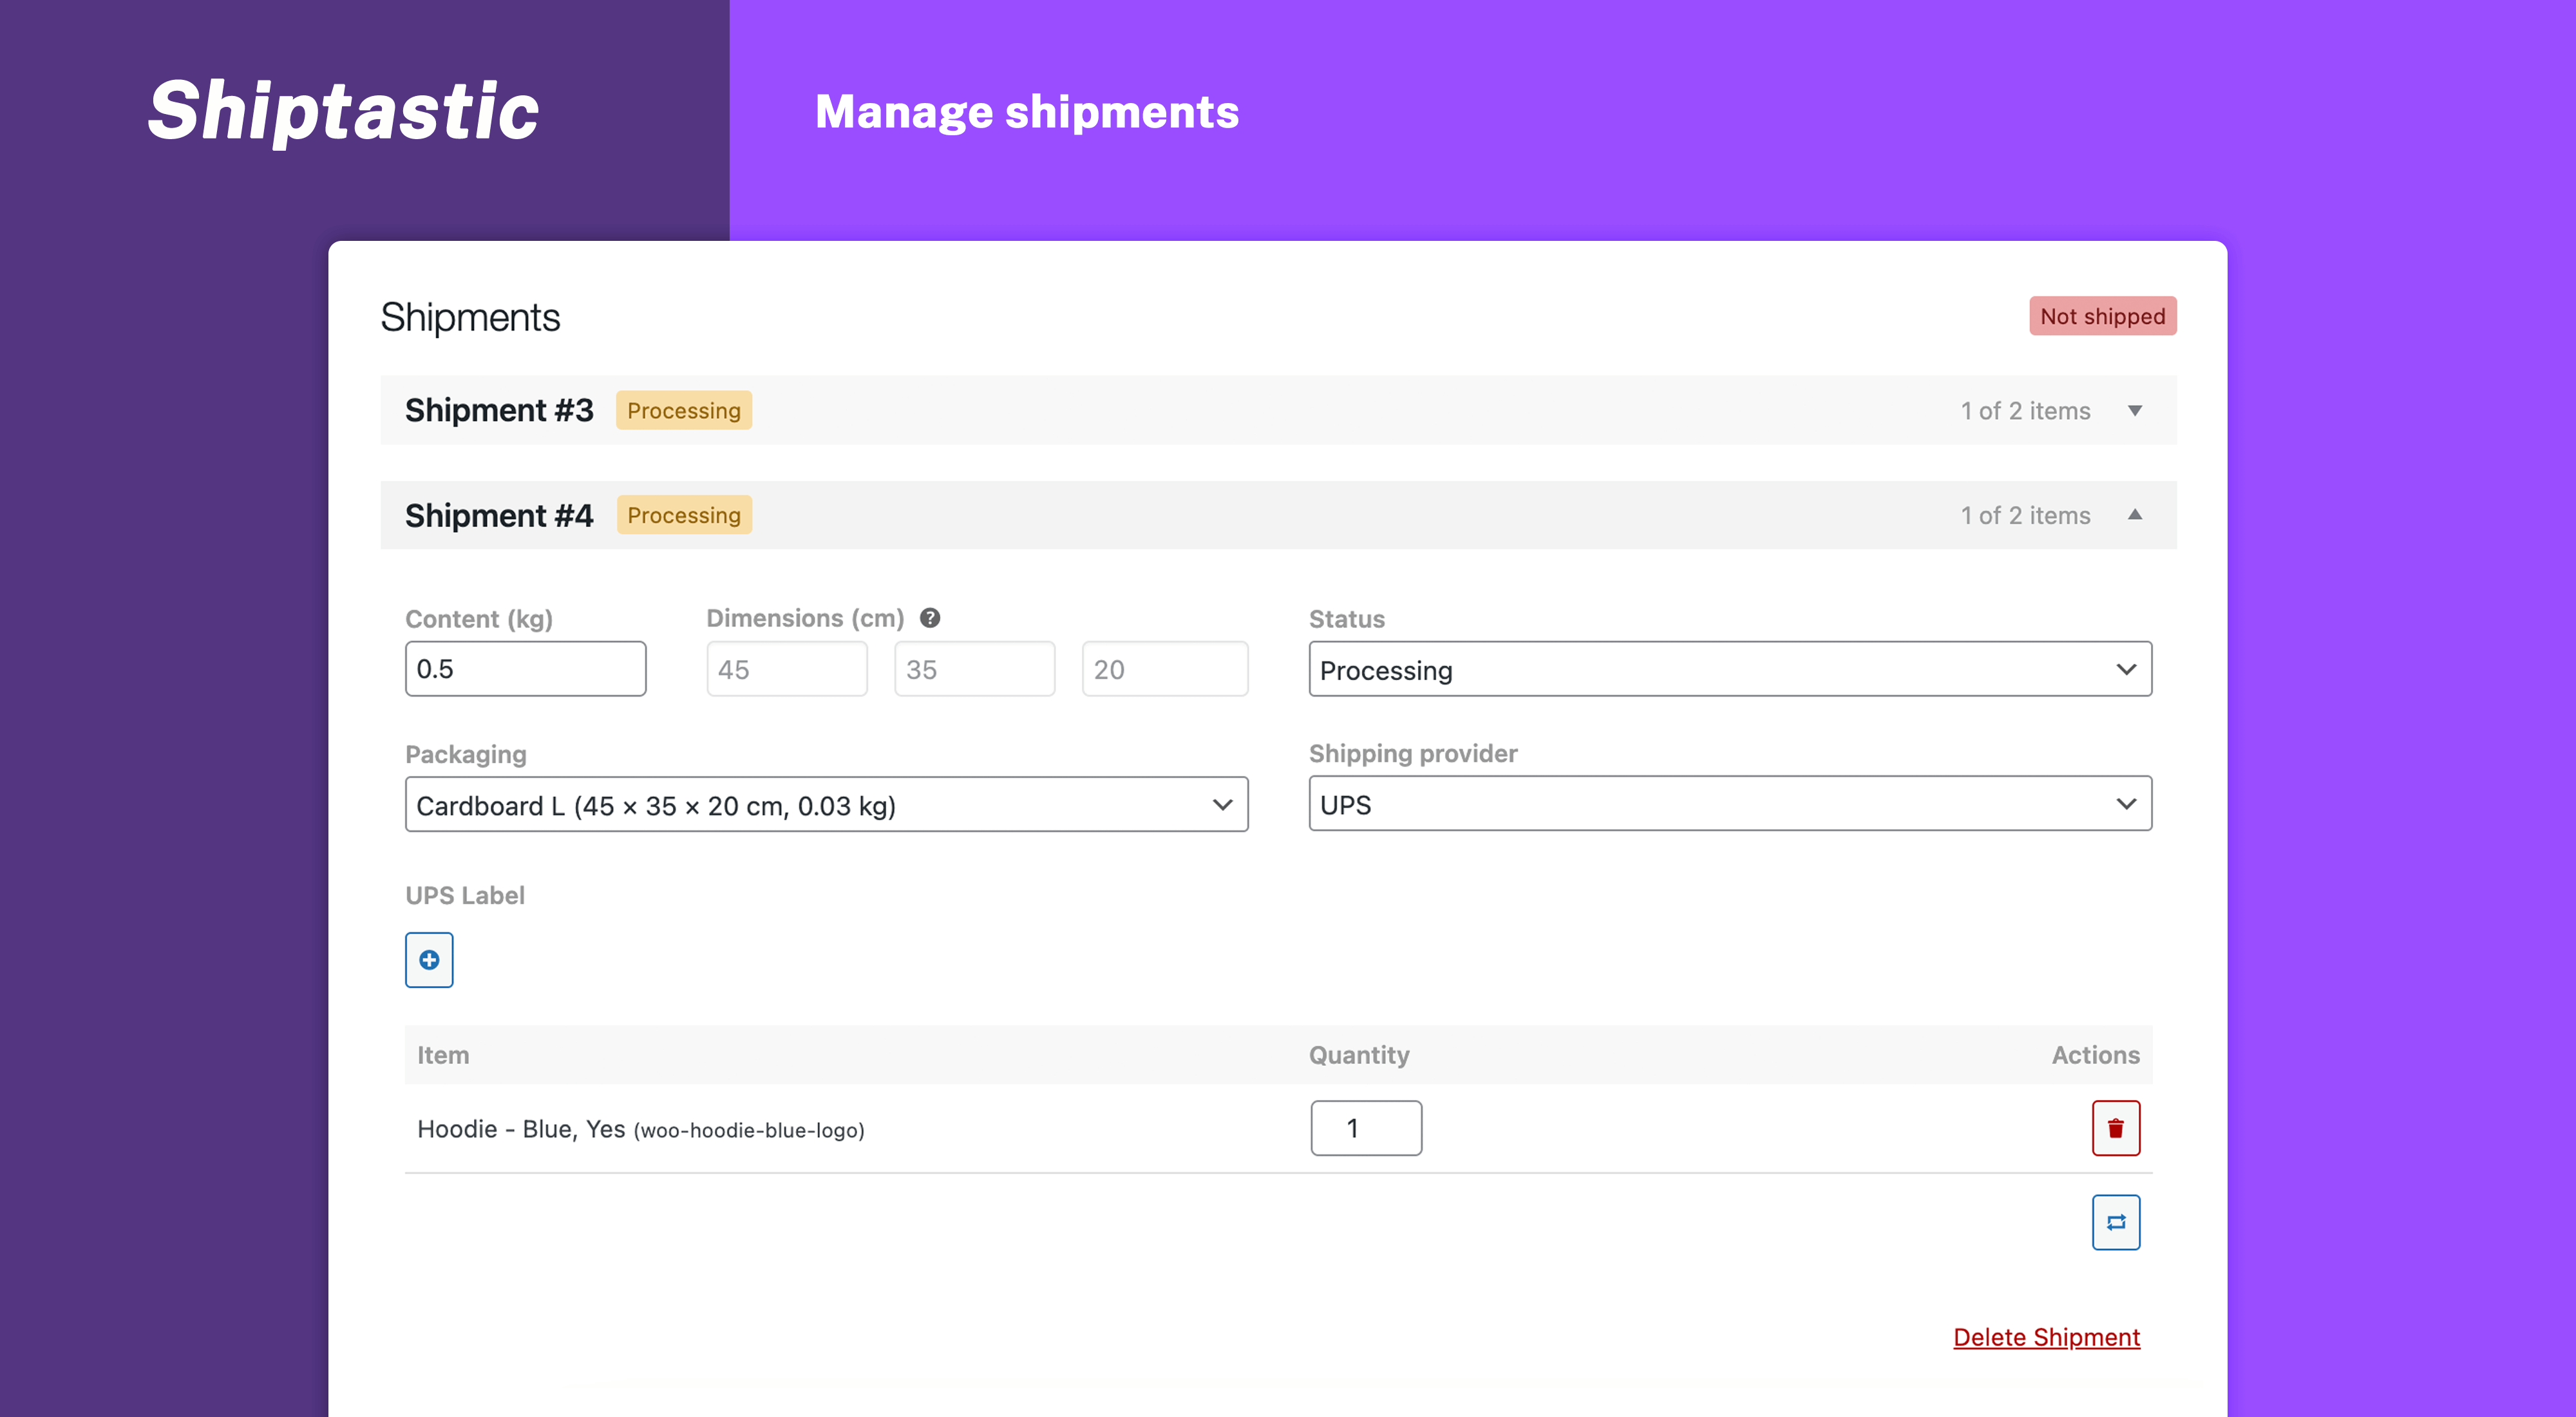 Shiptastic
Manage shipments
Shipments
Not shipped
Shipment #3 Processing 1 of 2 items
Shipment #4 Processing 1 of 2 items
Content (kg) Dimensions (cm) Status
0.5 45 35 20 Processing
Packaging Shipping provider
Cardboard L (45 × 35 × 20 cm, 0.03 kg) UPS
UPS Label
Item Quantity Actions
Hoodie - Blue, Yes (woo-hoodie-blue-logo) 1
Delete Shipment